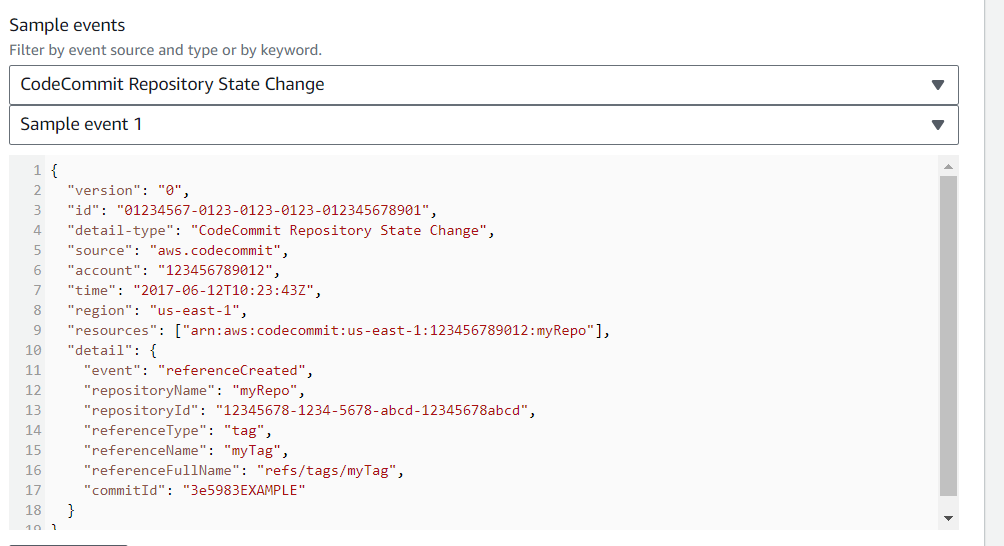 Sample events
Filter by event source and type or by keyword.
CodeCommit Repository State Change
Sample event 1
1 {
2 "version": "0",
3 "id": "01234567-0123-0123-0123-012345678901",
4 "detail-type": "CodeCommit Repository State Change",
5 "source": "aws.codecommit",
6 "account": "123456789012",
7 "time": "2017-06-12T10:23:43Z",
8 "region": "us-east-1",
9 "resources": ["arn:aws:codecommit:us-east-1:123456789012:myRepo"],
10 "detail": {
11 "event": "referenceCreated",
12 "repositoryName": "myRepo",
13 "repositoryId": "12345678-1234-5678-abcd-12345678abcd",
14 "referenceType": "tag",
15 "referenceName": "myTag",
16 "referenceFullName": "refs/tags/myTag",
17 "commitId": "3e5983EXAMPLE"
18 }
19 }